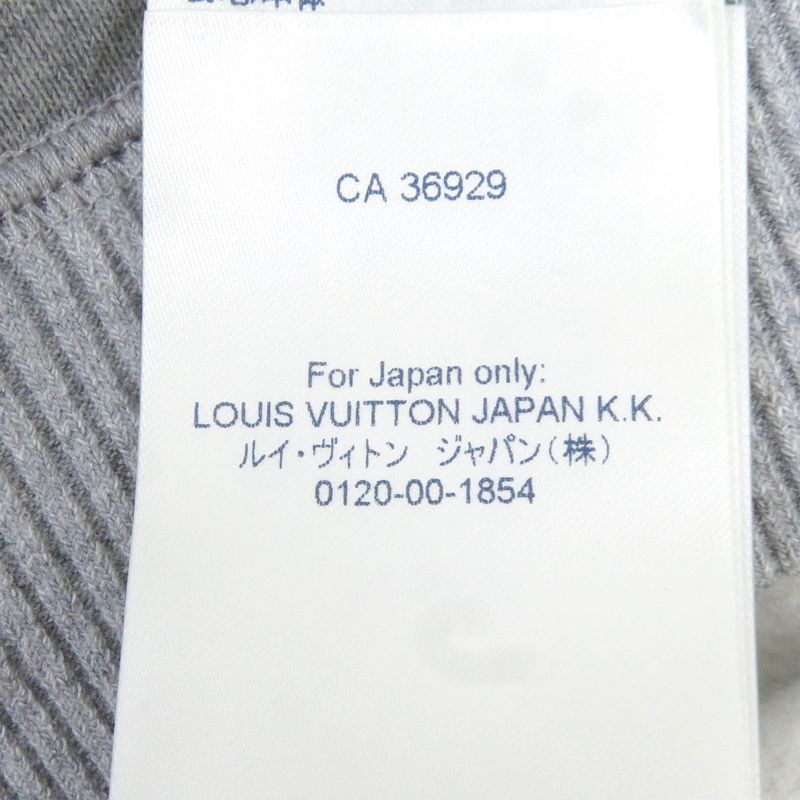 CA 36929
For Japan only:
LOUIS VUITTON JAPAN K.K.
ルイ・ヴィトン ジャパン(株)
0120-00-1854